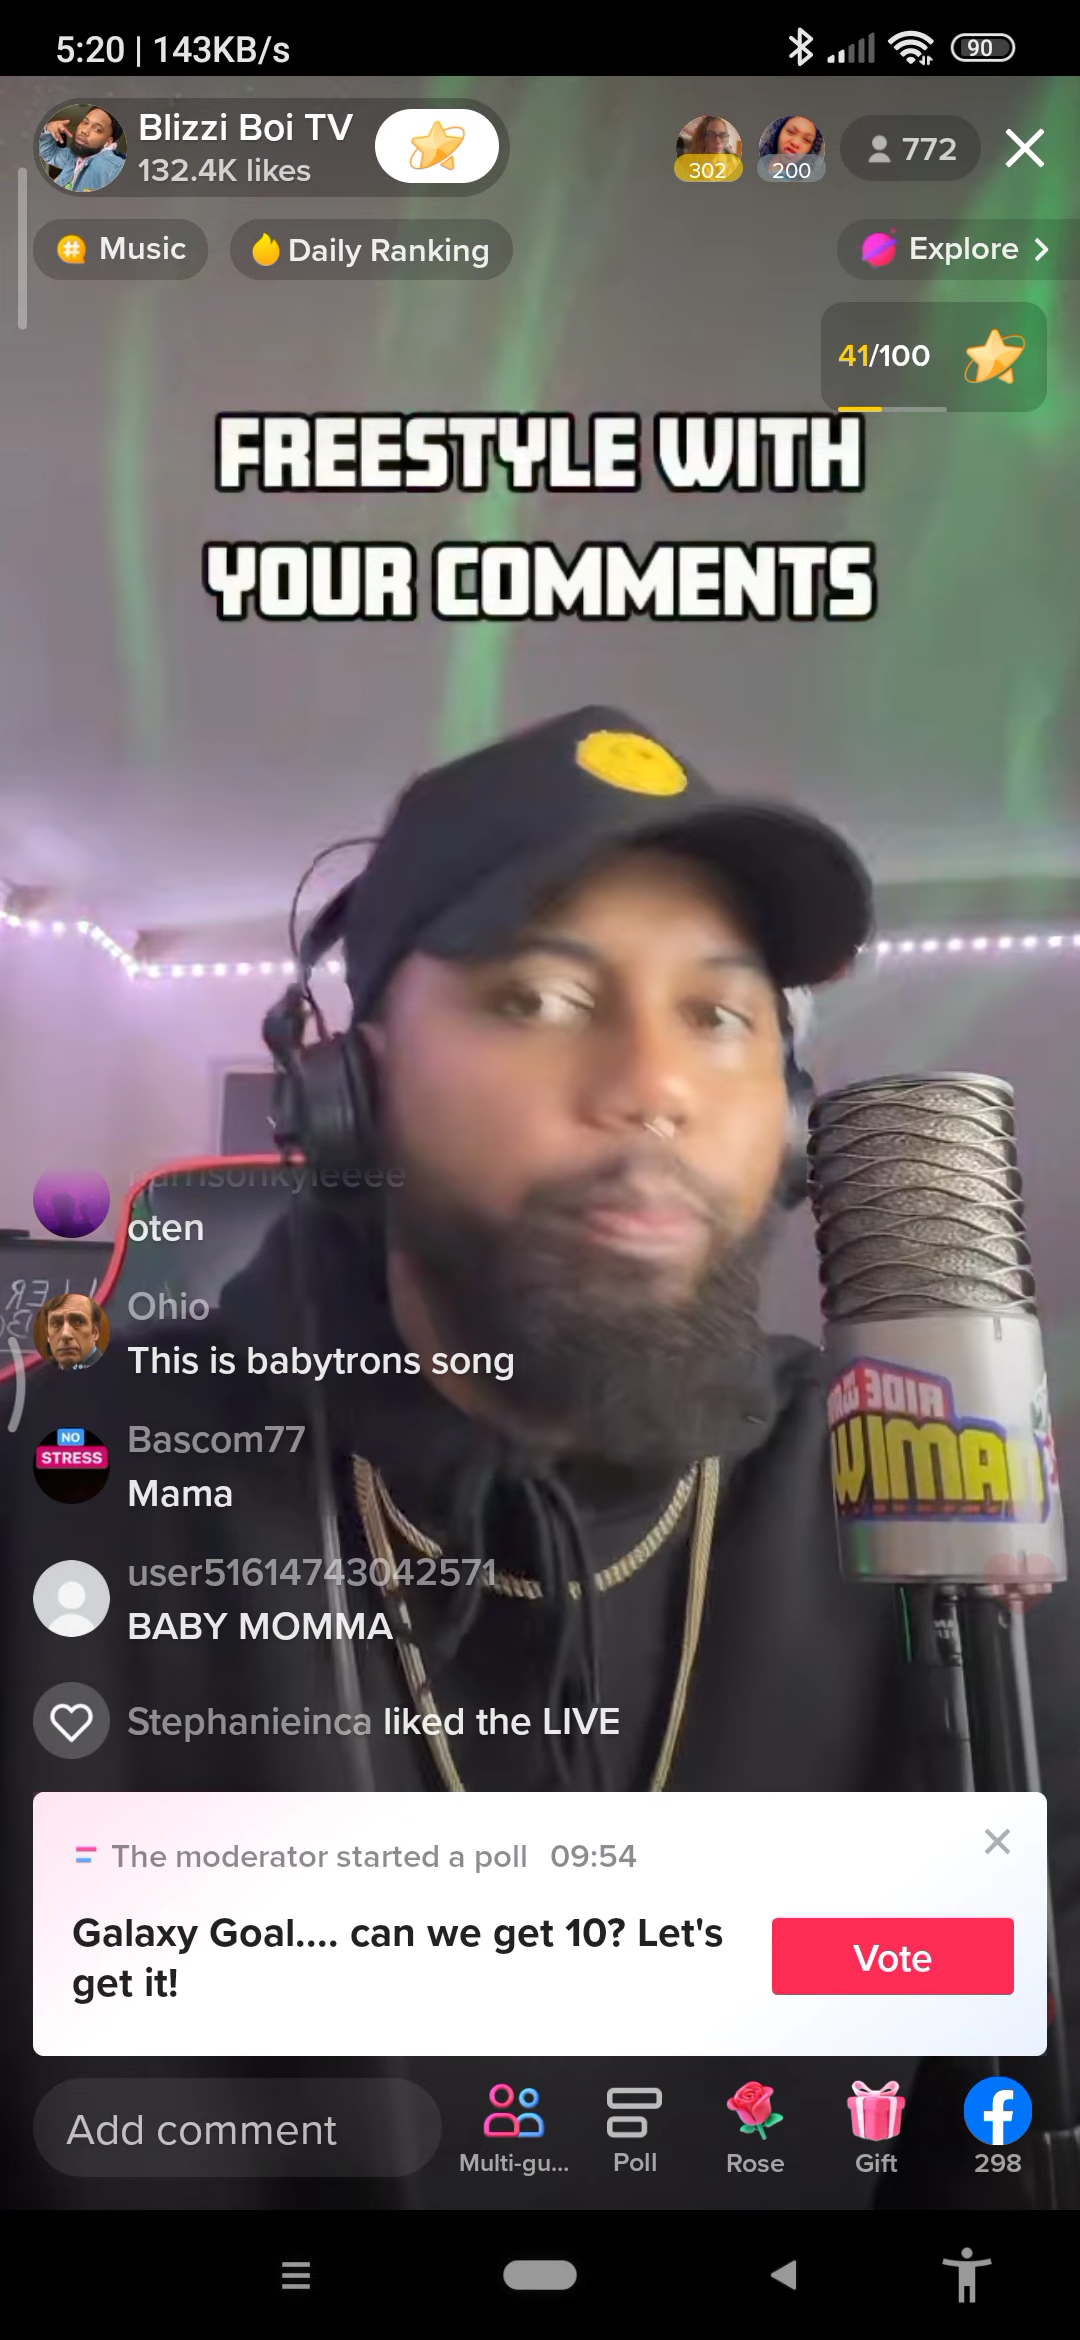 5:20 | 143KB/s
90
Blizzi Boi TV
132.4K likes
302
200
772
Music
Daily Ranking
Explore
41/100
FREESTYLE WITH
YOUR COMMENTS
oten
Ohio
This is babytrons song
NO
STRESS
Bascom77
Mama
user51614743042571
BABY MOMMA
Stephanieinca liked the LIVE
The moderator started a poll 09:54
Galaxy Goal.... can we get 10? Let's
get it!
Vote
Add comment
Multi-gu...
Poll
Rose
Gift
298